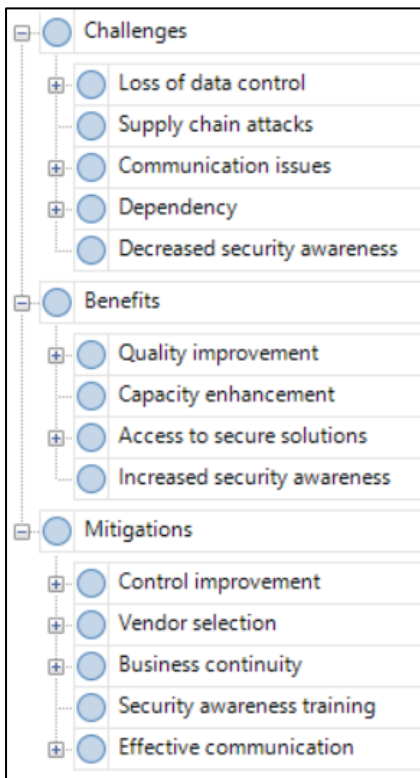 Challenges
Loss of data control
Supply chain attacks
Communication issues
Dependency
Decreased security awareness
Benefits
Quality improvement
Capacity enhancement
Access to secure solutions
Increased security awareness
Mitigations
Control improvement
Vendor selection
Business continuity
Security awareness training
Effective communication